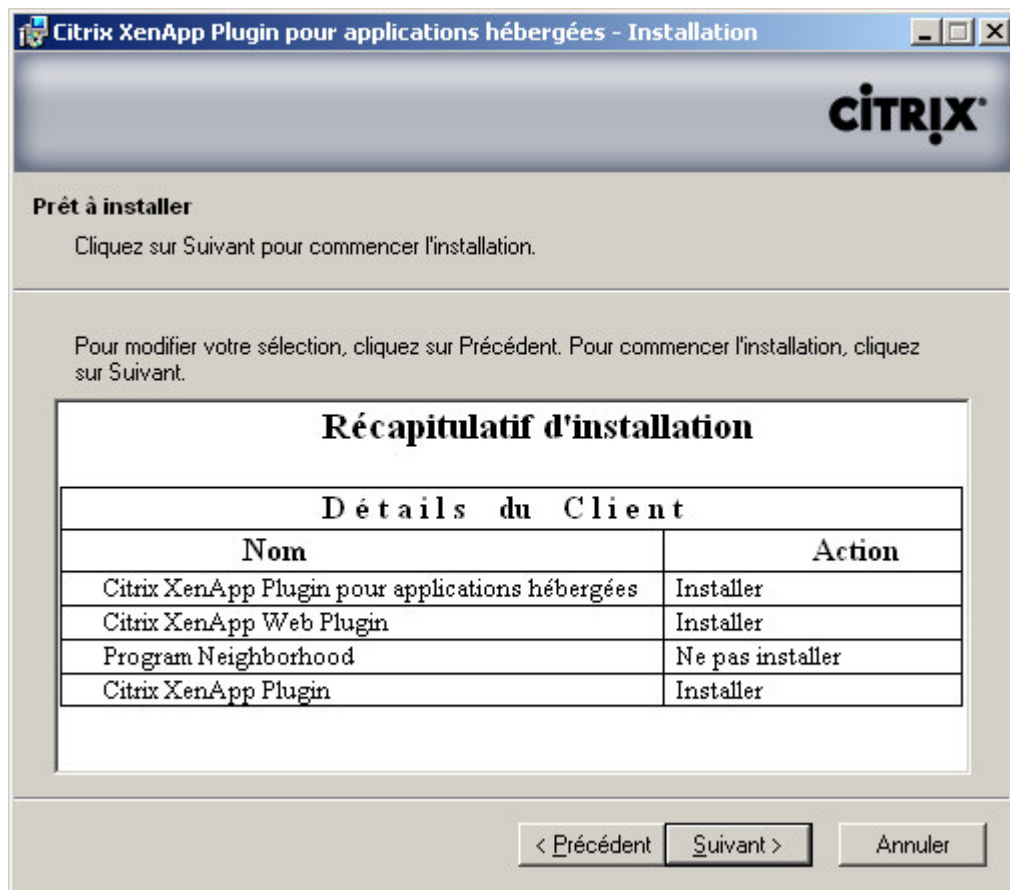 Citrix XenApp Plugin pour applications hébergées - Installation
CITRIX
Prêt à installer
Cliquez sur Suivant pour commencer l'installation.
Pour modifier votre sélection, cliquez sur Précédent. Pour commencer l'installation, cliquez
sur Suivant.
Récapitulatif d'installation
Détails du Client
Nom Action
Citrix XenApp Plugin pour applications hébergées Installer
Citrix XenApp Web Plugin Installer
Program Neighborhood Ne pas installer
Citrix XenApp Plugin Installer
< Précédent Suivant > Annuler